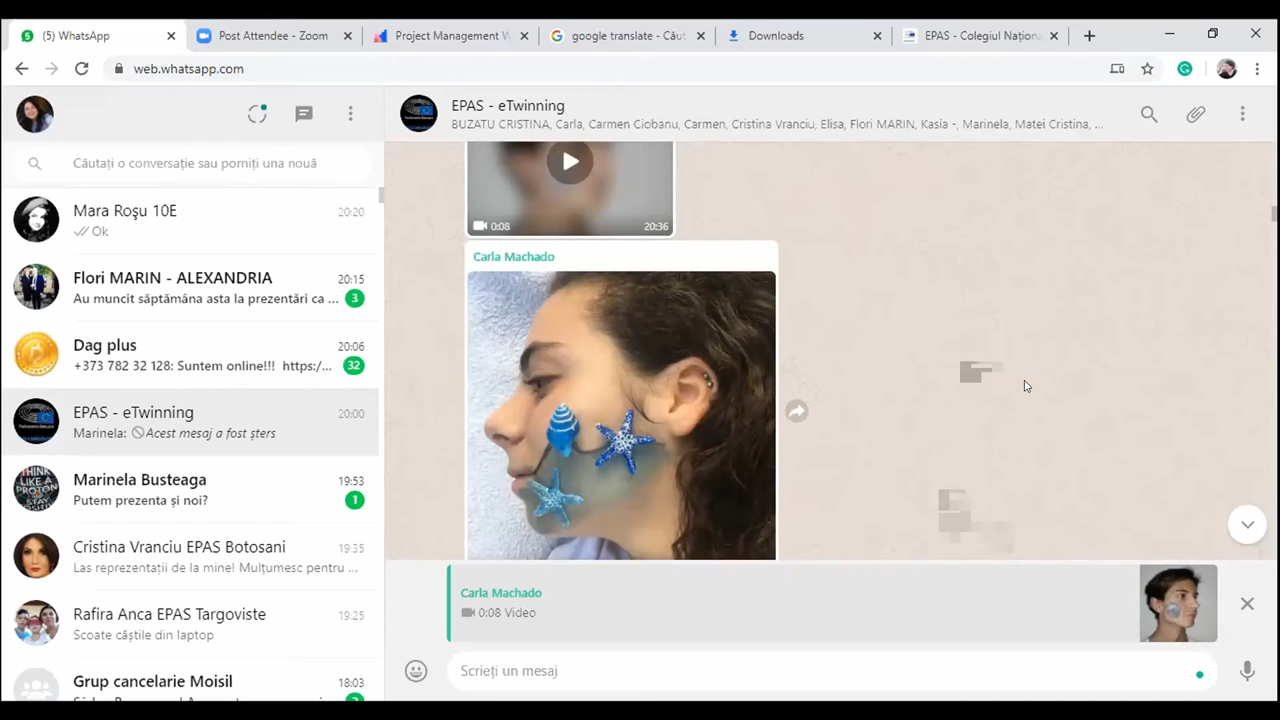 (5) WhatsApp
Post Attendee - Zoom
Project Management W
google translate - Cău
Downloads
EPAS - Colegiul Național
web.whatsapp.com
EPAS - eTwinning
BUZATU CRISTINA, Carla, Carmen Ciobanu, Carmen, Cristina Vranciu, Elisa, Flori MARIN, Kasia -, Marinela, Matei Cristina, ...
Căutați o conversație sau porniți una nouă
Mara Roşu 10E
20:20
Ok
Flori MARIN - ALEXANDRIA
20:15
Au muncit săptămâna asta la prezentări ca ...
3
Dag plus
20:06
+373 782 32 128: Suntem online!!! https:/...
32
EPAS - eTwinning
20:00
Marinela: Acest mesaj a fost șters
Marinela Busteaga
19:53
Putem prezenta și noi?
1
Cristina Vranciu EPAS Botosani
19:35
Las reprezentații de la mine! Mulțumesc pentru ...
Rafira Anca EPAS Targoviste
19:25
Scoate căștile din laptop
Grup cancelarie Moisil
18:03
0:08
20:36
Carla Machado
Carla Machado
0:08 Video
Scrieți un mesaj